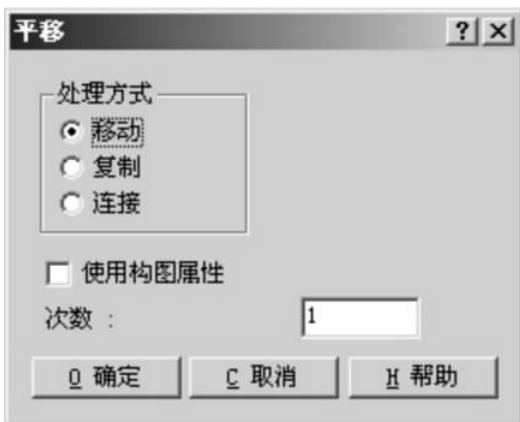 平移
处理方式
移动
复制
连接
使用构图属性
次数 : 1
O 确定 C 取消 H 帮助